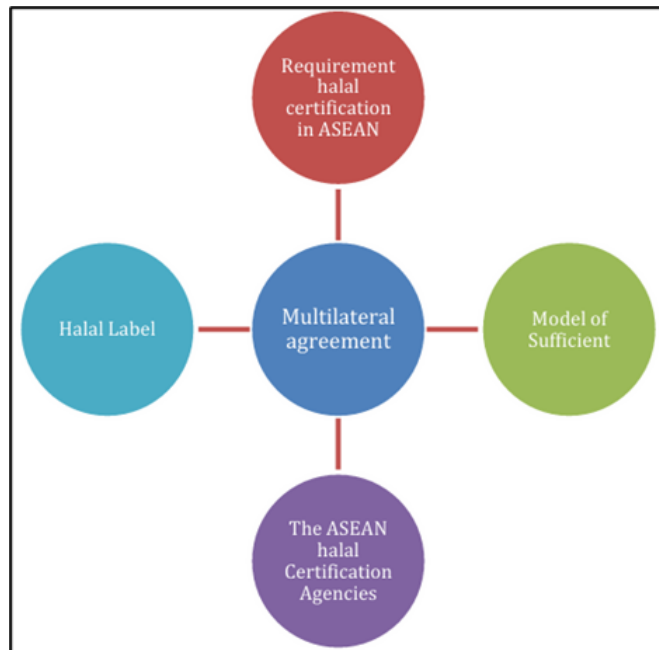 Requirement
halal
certification
in ASEAN
Halal Label
Multilateral
agreement
Model of
Sufficient
The ASEAN
halal
Certification
Agencies